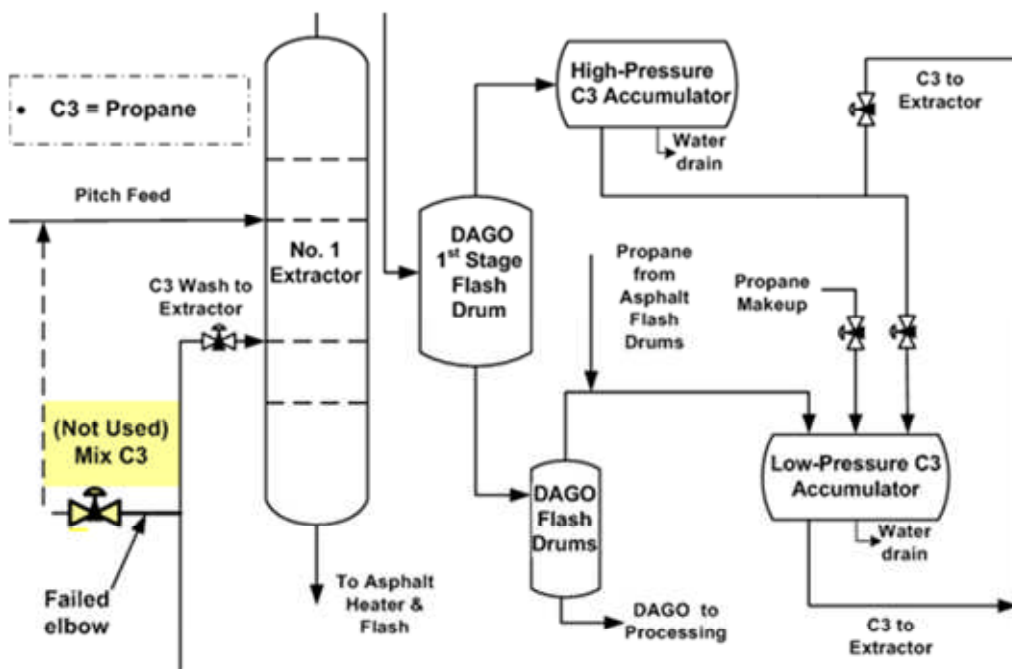 • C3 = Propane
Pitch Feed
No. 1
Extractor
C3 Wash to
Extractor
(Not Used)
Mix C3
Failed
elbow
To Asphalt
Heater &
Flash
DAGO
1st Stage
Flash
Drum
High-Pressure
C3 Accumulator
Water
drain
C3 to
Extractor
Propane
from
Asphalt
Flash
Drums
Propane
Makeup
DAGO
Flash
Drums
DAGO to
Processing
Low-Pressure C3
Accumulator
Water
drain
C3 to
Extractor